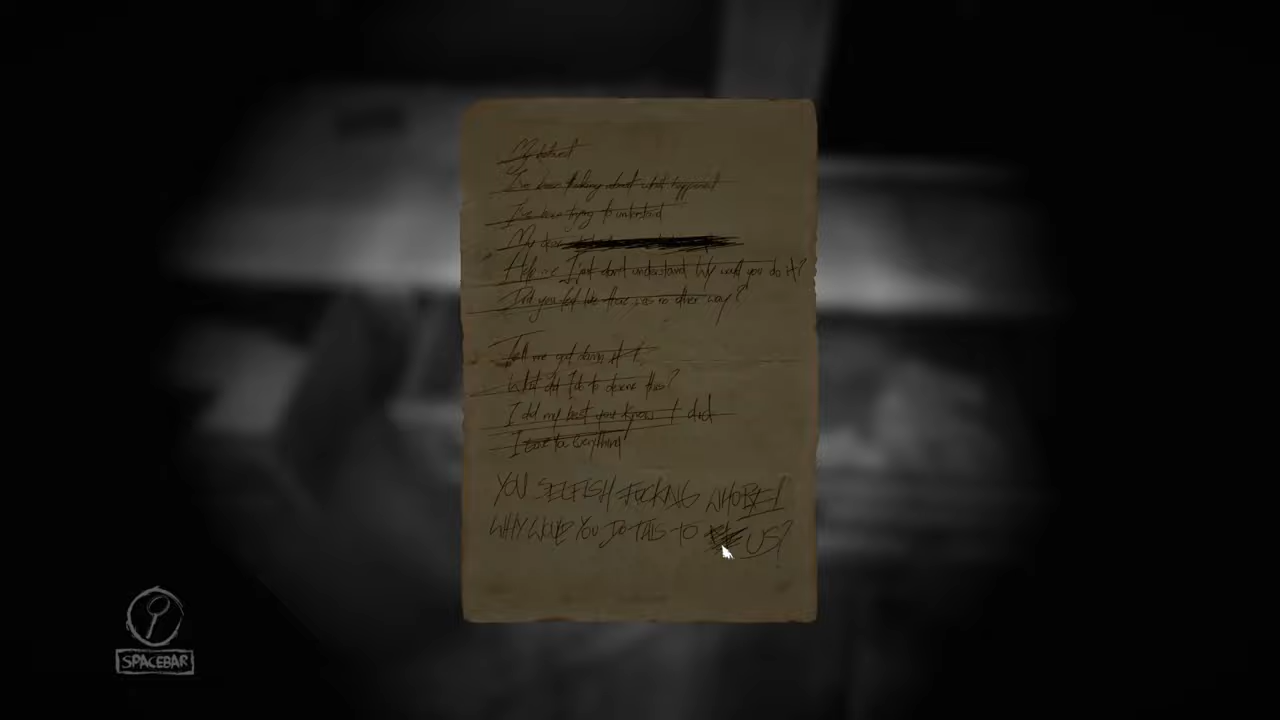 My dearest
I've been thinking about what happened
I've been trying to understand
My dear
Help me I just don't understand Why would you do it?
Did you feel like there was no other way?
Tell me god damn it !
What did I do to deserve this?
I did my best you know I did
I gave you everything
YOU SELFISH FUCKING WHORE!
WHY WOULD YOU DO THIS TO US?
SPACEBAR